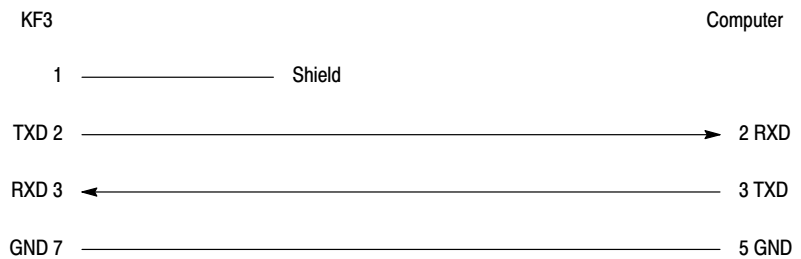 KF3 Computer
1 Shield
TXD 2 2 RXD
RXD 3 3 TXD
GND 7 5 GND